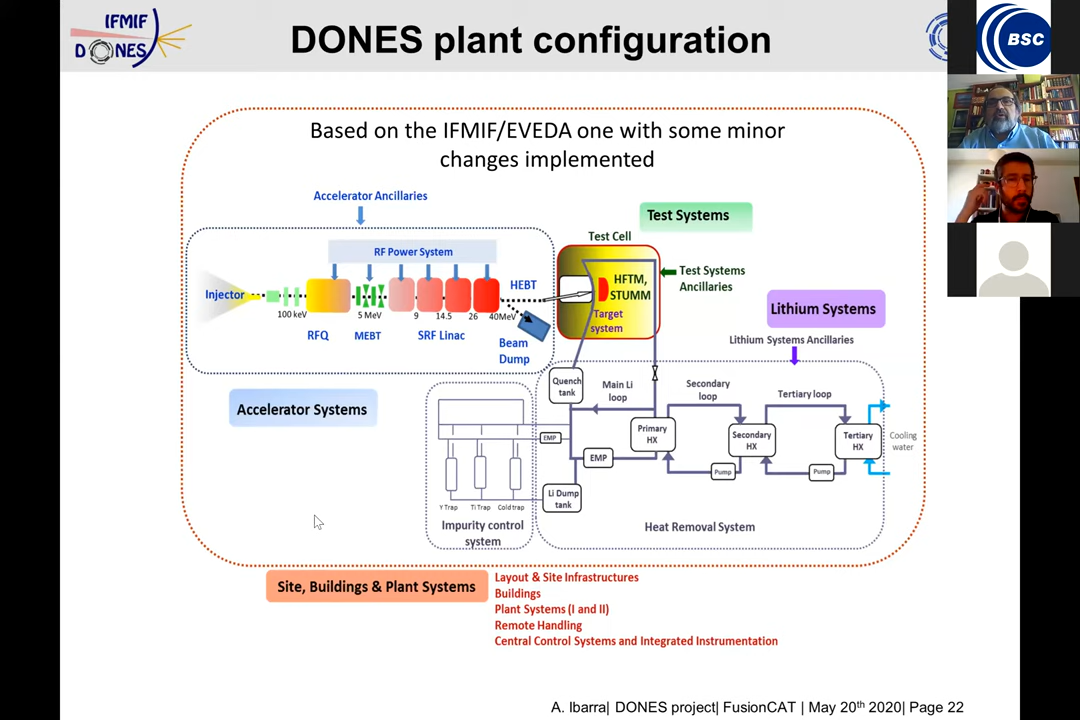 IFMIF
DONES
DONES plant configuration
BSC
Based on the IFMIF/EVEDA one with some minor
changes implemented
Accelerator Ancillaries
Test Systems
RF Power System
Test Cell
Injector
HEBT
HFTM,
STUMM
Test Systems
Ancillaries
100 keV
5 MeV
9
14.5
26
40MeV
Target
system
RFQ
MEBT
SRF Linac
Beam
Dump
Lithium Systems
Lithium Systems Ancillaries
Accelerator Systems
Quench
tank
Main Li
loop
Secondary
loop
Tertiary loop
EMP
Primary
HX
Secondary
HX
Tertiary
HX
Cooling
water
EMP
Pump
Pump
Li Dump
tank
Y Trap
Ti Trap
Cold trap
Impurity control
system
Heat Removal System
Site, Buildings & Plant Systems
Layout & Site Infrastructures
Buildings
Plant Systems (I and II)
Remote Handling
Central Control Systems and Integrated Instrumentation
A. Ibarra| DONES project| FusionCAT | May 20th 2020| Page 22